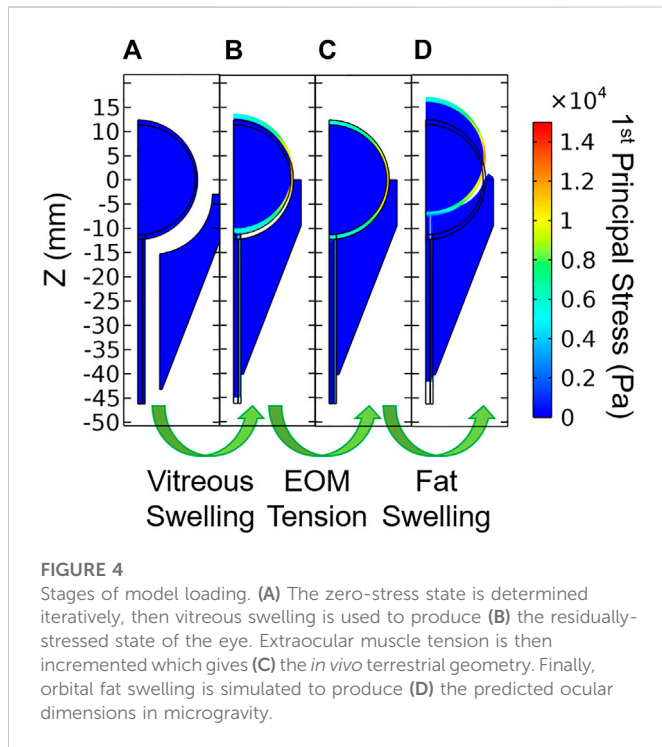 A
B
C
D
×10⁴
15
10
5
0
-5
-10
-15
-20
-25
-30
-35
-40
-45
-50
Z (mm)
1.4
1.2
1
0.8
0.6
0.4
0.2
0
1st Principal Stress (Pa)
Vitreous
Swelling
EOM
Tension
Fat
Swelling
FIGURE 4
Stages of model loading. (A) The zero-stress state is determined
iteratively, then vitreous swelling is used to produce (B) the residually-
stressed state of the eye. Extraocular muscle tension is then
incremented which gives (C) the in vivo terrestrial geometry. Finally,
orbital fat swelling is simulated to produce (D) the predicted ocular
dimensions in microgravity.